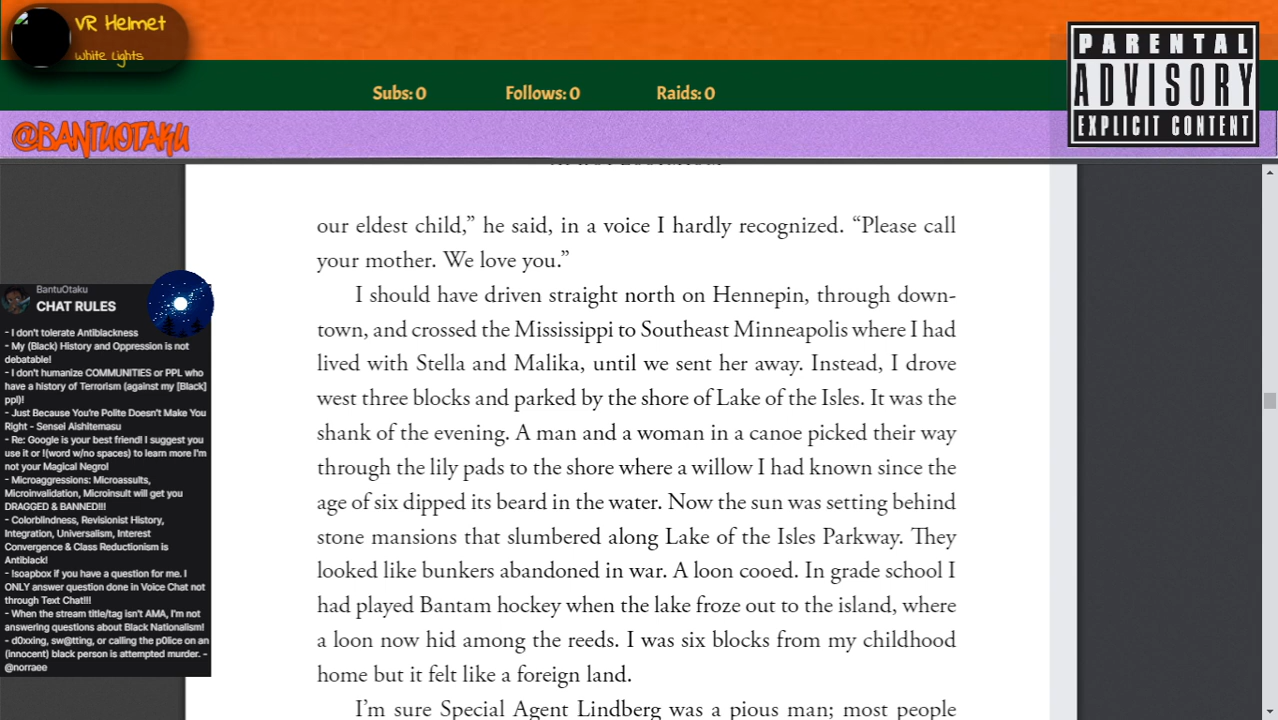 VR Helmet
White Lights
PARENTAL
ADVISORY
EXPLICIT CONTENT
Subs: 0
Follows: 0
Raids: 0
@BANTUOTAKU
our eldest child,” he said, in a voice I hardly recognized. “Please call
your mother. We love you.”
I should have driven straight north on Hennepin, through down-
town, and crossed the Mississippi to Southeast Minneapolis where I had
lived with Stella and Malika, until we sent her away. Instead, I drove
west three blocks and parked by the shore of Lake of the Isles. It was the
shank of the evening. A man and a woman in a canoe picked their way
through the lily pads to the shore where a willow I had known since the
age of six dipped its beard in the water. Now the sun was setting behind
stone mansions that slumbered along Lake of the Isles Parkway. They
looked like bunkers abandoned in war. A loon cooed. In grade school I
had played Bantam hockey when the lake froze out to the island, where
a loon now hid among the reeds. I was six blocks from my childhood
home but it felt like a foreign land.
I’m sure Special Agent Lindberg was a pious man; most people
BantuOtaku
CHAT RULES
- I don't tolerate Antiblackness
- My (Black) History and Oppression is not
debatable!
- I don't humanize COMMUNITIES or PPL who
have a history of Terrorism (against my [Black]
ppl)!
- Just Because You're Polite Doesn't Make You
Right - Sensei Aishitemasu
- Re: Google is your best friend! I suggest you
use it or !(word w/no spaces) to learn more I'm
not your Magical Negro!
- Microaggressions: Microassults,
Microinvalidation, Microinsult will get you
DRAGGED & BANNED!!!
- Colorblindness, Revisionist History,
Integration, Universalism, Interest
Convergence & Class Reductionism is
Antiblack!
- !soapbox if you have a question for me. I
ONLY answer question done in Voice Chat not
through Text Chat!!!
- When the stream title/tag isn't AMA, I'm not
answering questions about Black Nationalism!
- d0xxing, sw@tting, or calling the p0lice on an
(innocent) black person is attempted murder. -
@norraee